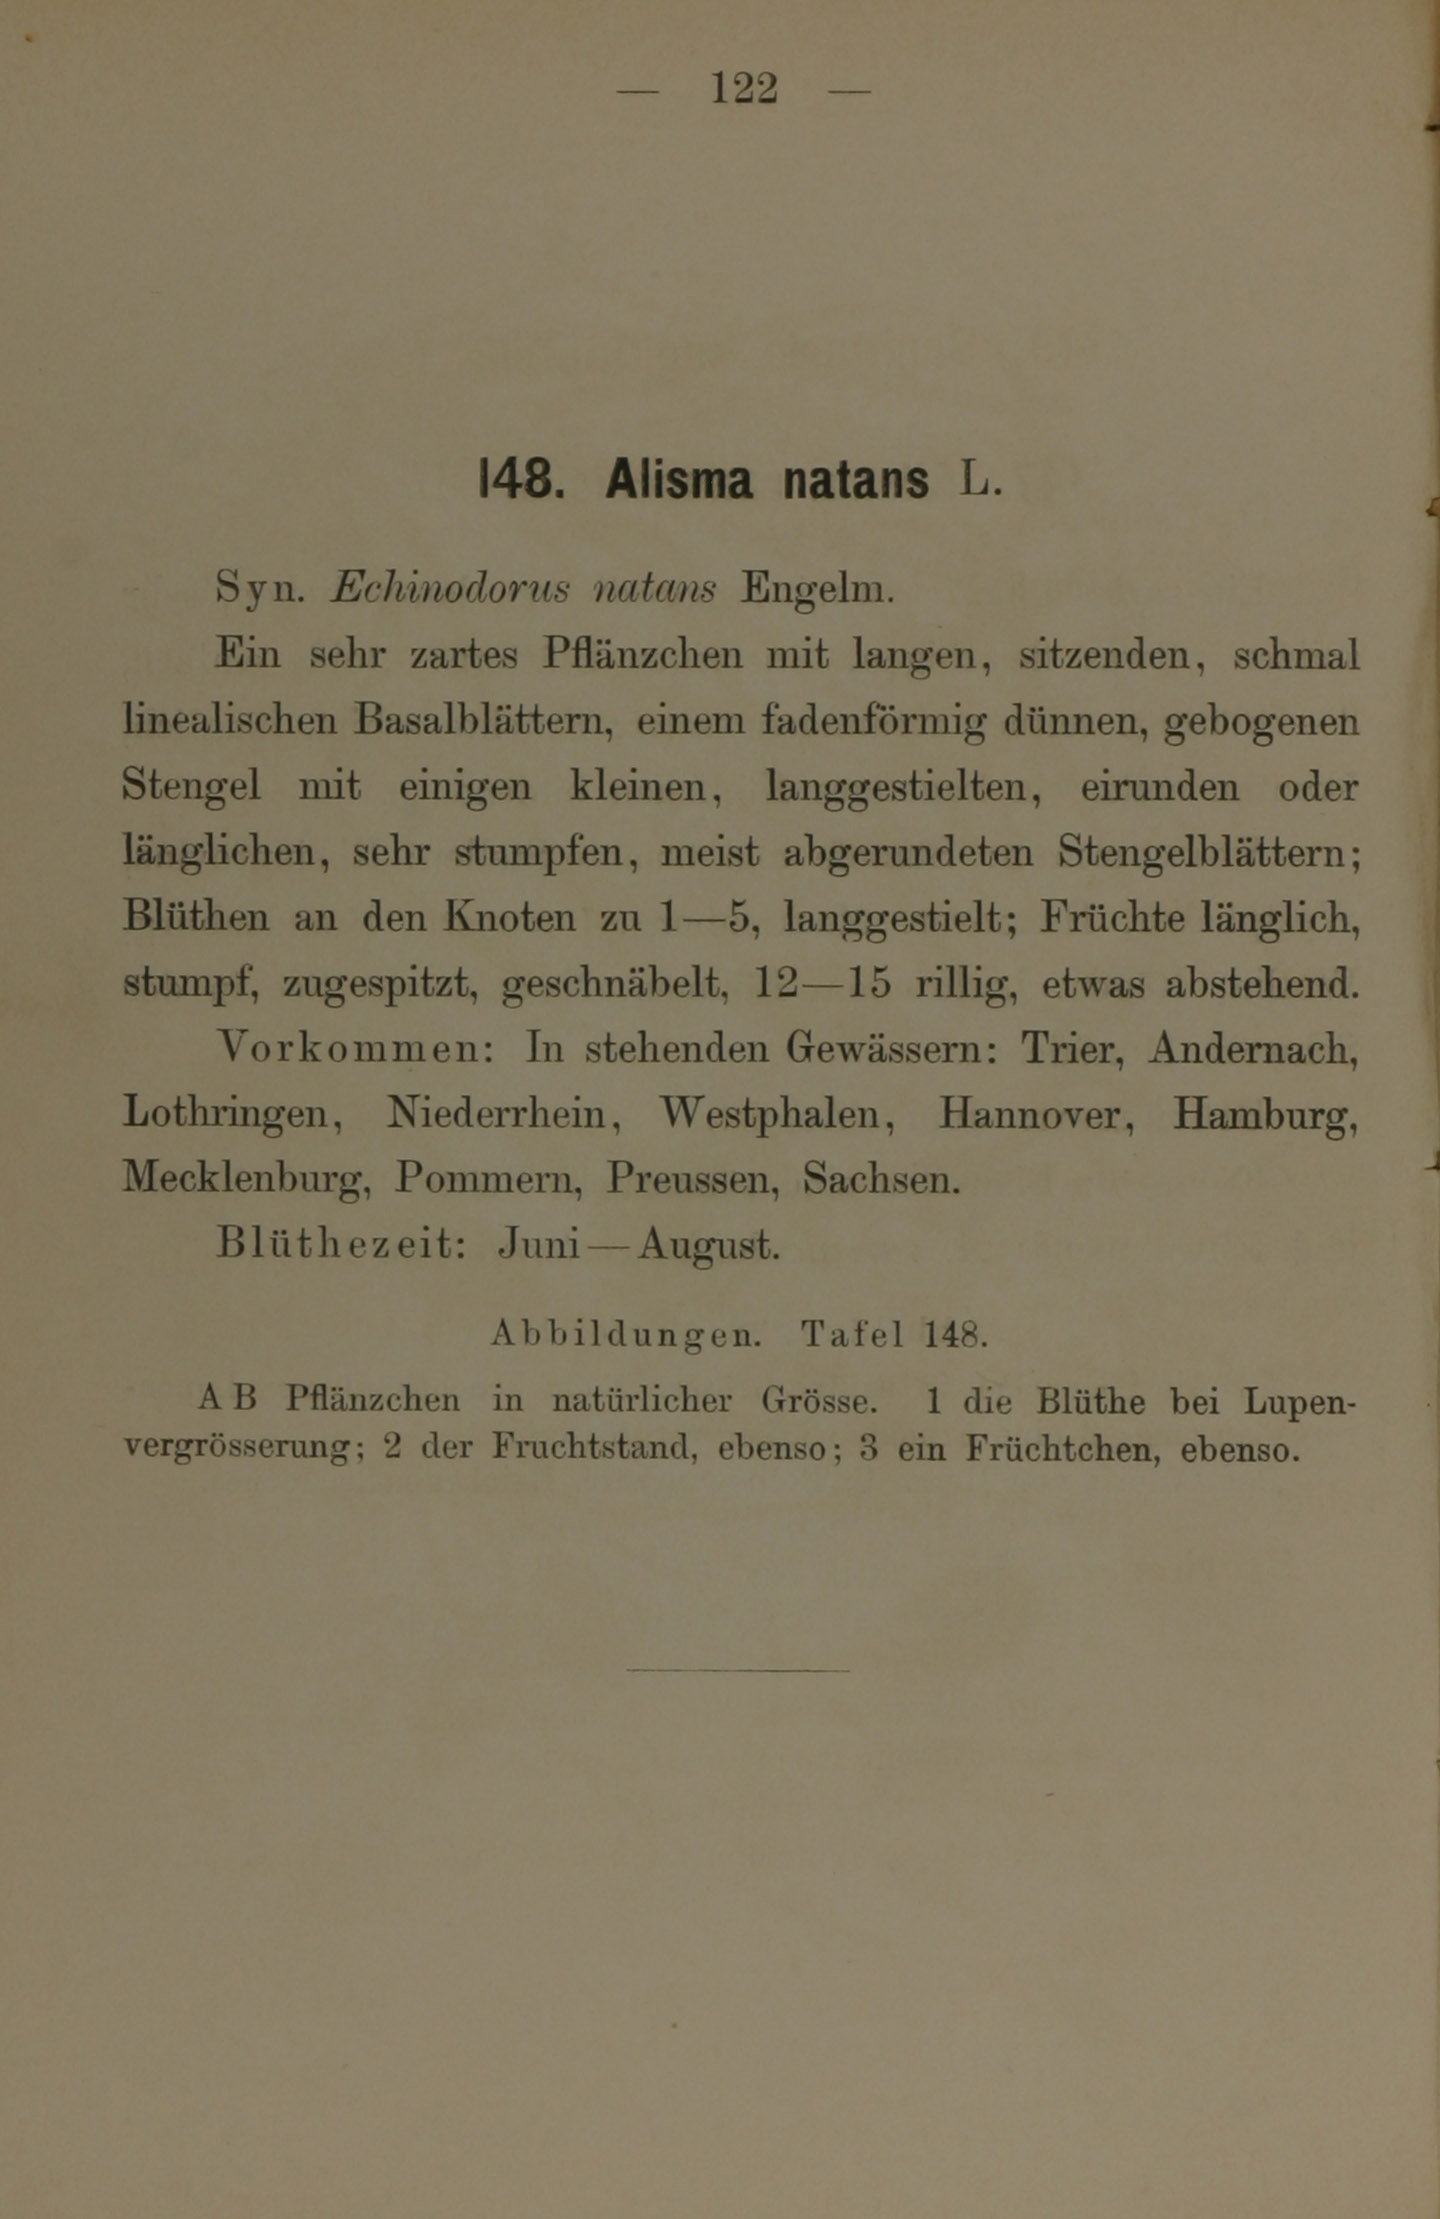 — 122 —
148. Alisma natans L.
Syn. Echinodorus natans Engelm.
Ein sehr zartes Pflänzchen mit langen, sitzenden, schmal
linealischen Basalblättern, einem fadenförmig dünnen, gebogenen
Stengel mit einigen kleinen, langgestielten, eirunden oder
länglichen, sehr stumpfen, meist abgerundeten Stengelblättern;
Blüthen an den Knoten zu 1—5, langgestielt; Früchte länglich,
stumpf, zugespitzt, geschnäbelt, 12—15 rillig, etwas abstehend.
Vorkommen: In stehenden Gewässern: Trier, Andernach,
Lothringen, Niederrhein, Westphalen, Hannover, Hamburg,
Mecklenburg, Pommern, Preussen, Sachsen.
Blüthezeit: Juni—August.
Abbildungen. Tafel 148.
A B Pflänzchen in natürlicher Grösse. 1 die Blüthe bei Lupen-
vergrösserung; 2 der Fruchtstand, ebenso; 3 ein Früchtchen, ebenso.